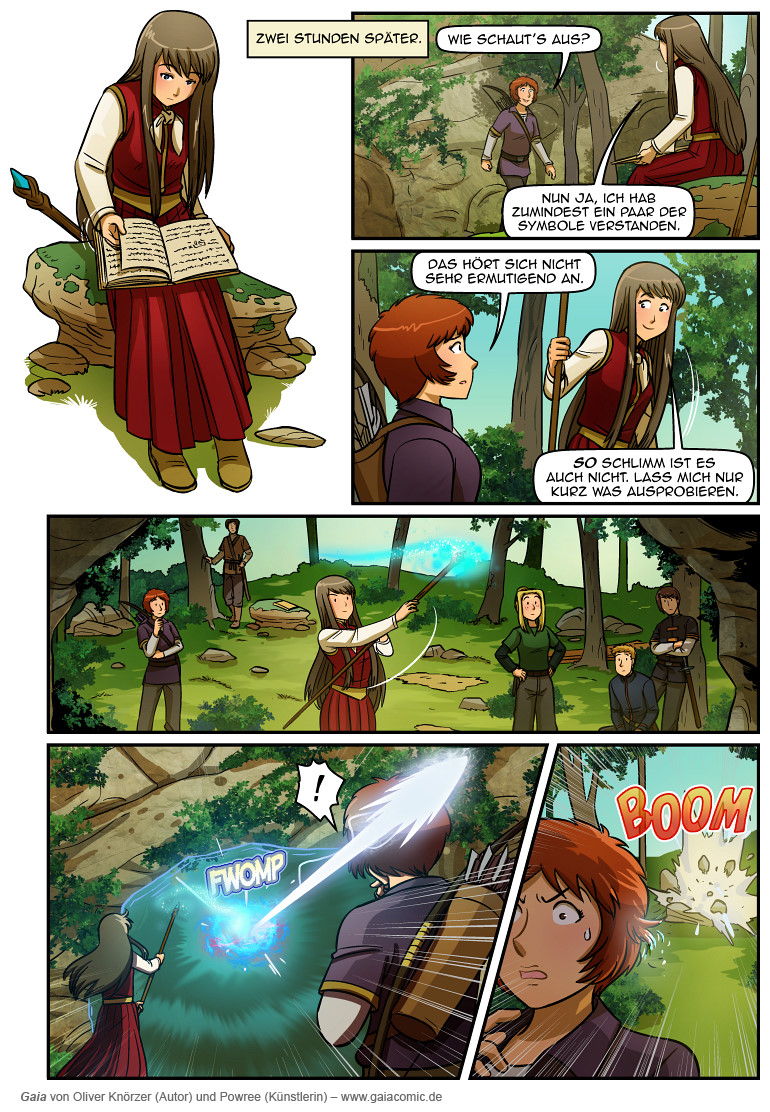 ZWEI STUNDEN SPÄTER.
WIE SCHAUT'S AUS?
NUN JA, ICH HAB
ZUMINDEST EIN PAAR DER
SYMBOLE VERSTANDEN.
DAS HÖRT SICH NICHT
SEHR ERMUTIGEND AN.
SO SCHLIMM IST ES
AUCH NICHT. LASS MICH NUR
KURZ WAS AUSPROBIEREN.
!
FWOMP
BOOM
Gaia von Oliver Knörzer (Autor) und Powree (Künstlerin) – www.gaiacomic.de